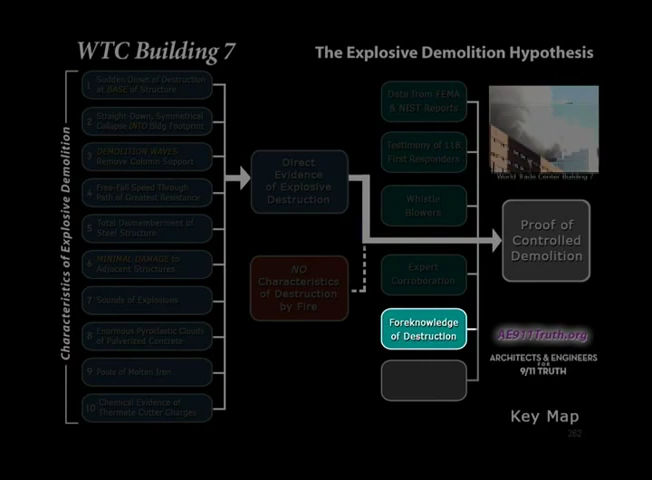 WTC Building 7
The Explosive Demolition Hypothesis
Characteristics of Explosive Demolition
1 Sudden Onset of Destruction
at BASE of Structure
2 Straight-Down, Symmetrical
Collapse INTO Bldg Footprint
3 DEMOLITION WAVES
Remove Column Support
4 Free-Fall Speed Through
Path of Greatest Resistance
5 Total Dismemberment of
Steel Structure
6 MINIMAL DAMAGE to
Adjacent Structures
7 Sounds of Explosions
8 Enormous Pyroclastic Clouds
of Pulverized Concrete
9 Pools of Molten Iron
10 Chemical Evidence of
Thermate Cutter Charges
Direct
Evidence
of Explosive
Destruction
NO
Characteristics
of Destruction
by Fire
Data from FEMA
& NIST Reports
Testimony of 118
First Responders
Whistle
Blowers
Expert
Corroboration
Foreknowledge
of Destruction
World Trade Center Building 7
Proof of
Controlled
Demolition
AE911Truth.org
ARCHITECTS & ENGINEERS
FOR
9/11 TRUTH
Key Map
262